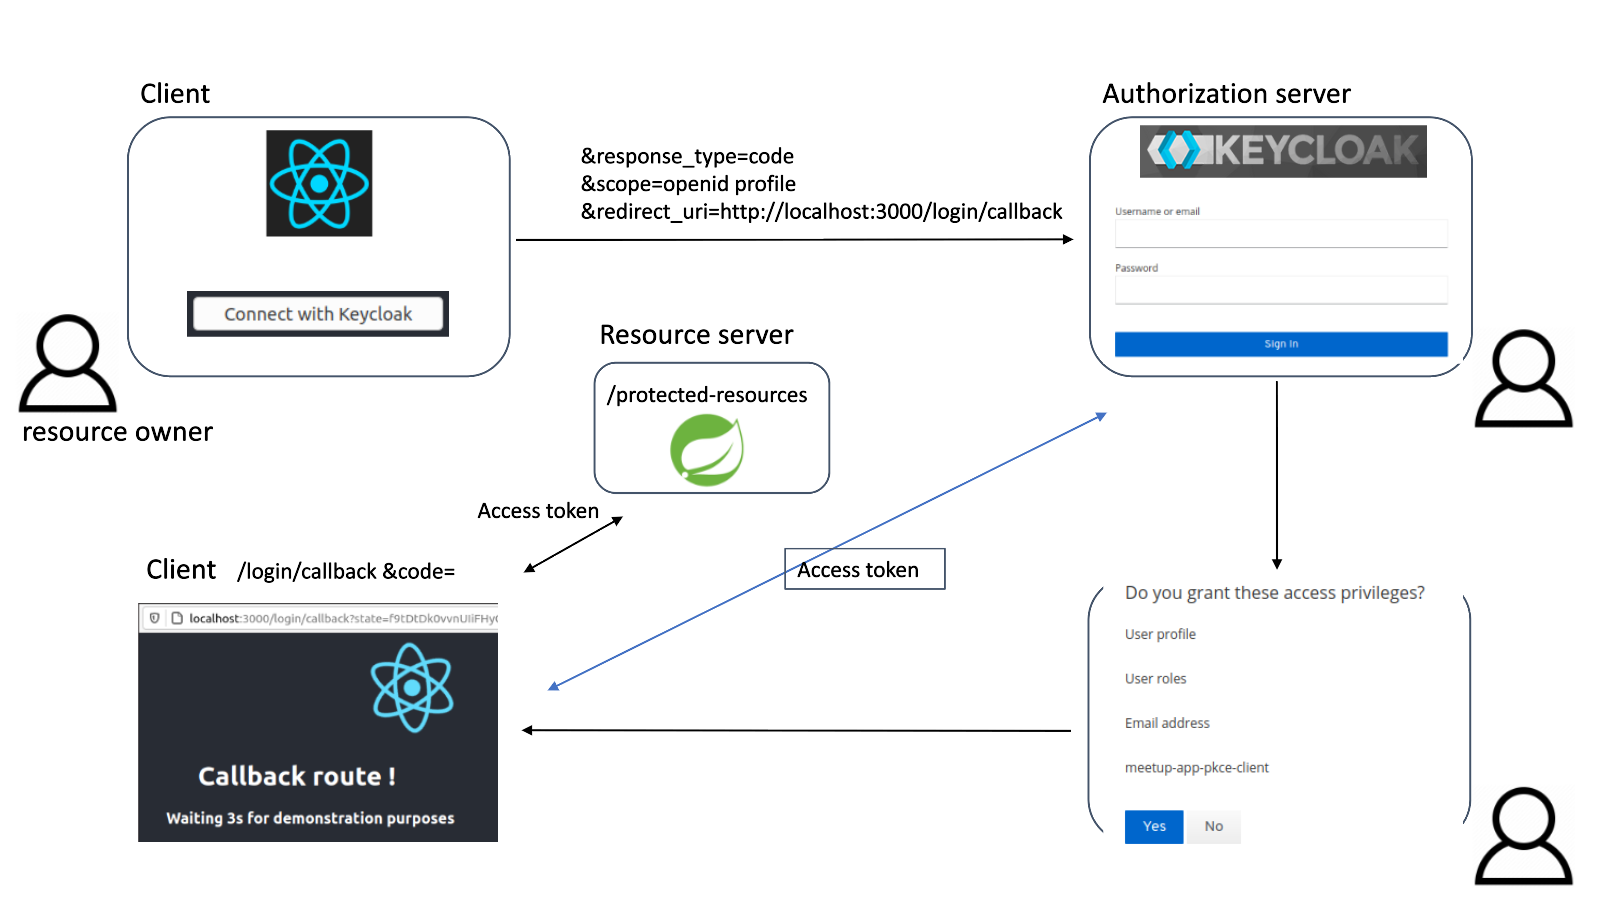 Client
Authorization server
KEYCLOAK
&response_type=code
&scope=openid profile
&redirect_uri=http://localhost:3000/login/callback
Username or email
Password
Connect with Keycloak
Sign In
Resource server
/protected-resources
resource owner
Access token
Client /login/callback &code=
Access token
localhost:3000/login/callback?state=f9tDtDk0vvnUIiFHy
Callback route !
Waiting 3s for demonstration purposes
Do you grant these access privileges?
User profile
User roles
Email address
meetup-app-pkce-client
Yes No